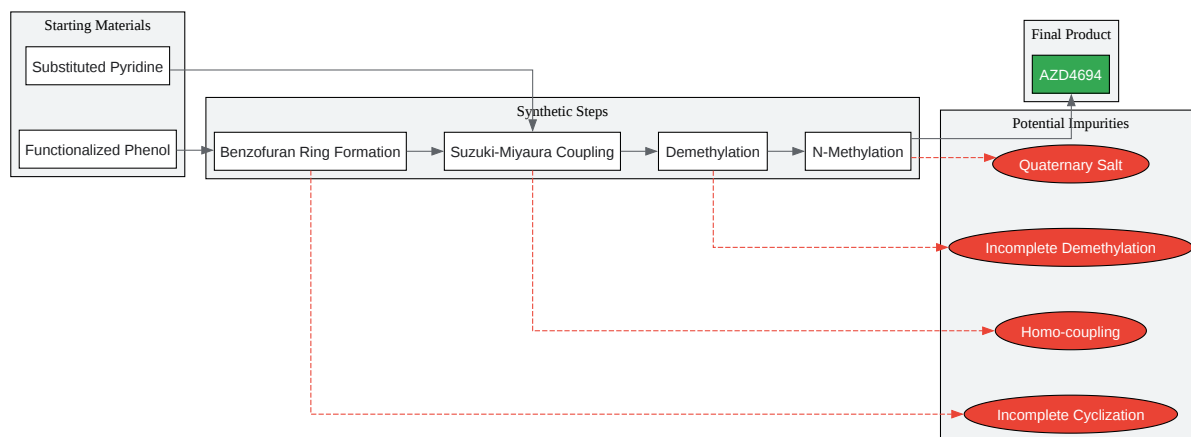 Starting Materials
Substituted Pyridine
Functionalized Phenol
Synthetic Steps
Benzofuran Ring Formation
Suzuki-Miyaura Coupling
Demethylation
N-Methylation
Final Product
AZD4694
Potential Impurities
Quaternary Salt
Incomplete Demethylation
Homo-coupling
Incomplete Cyclization